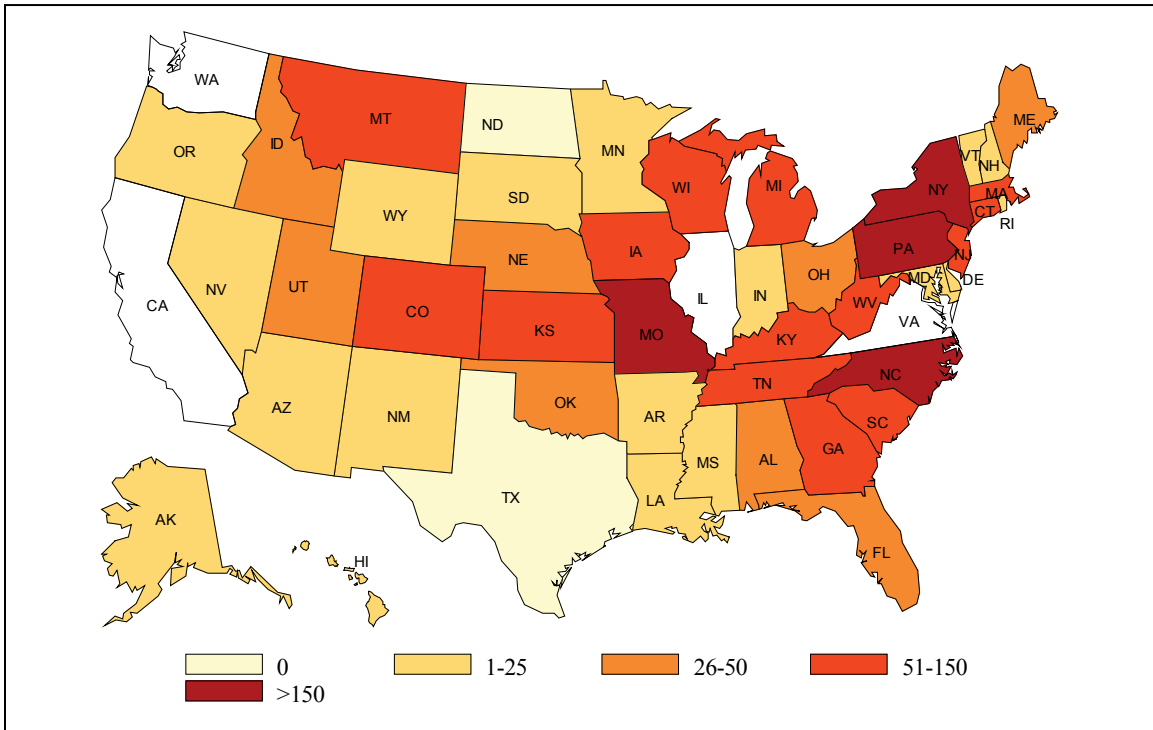 WA
MT
ND
ME
OR
ID
MN
VT
NH
WI
MI
NY
MA
SD
WY
CT
RI
IA
PA
NJ
NE
OH
MD
DE
NV
UT
IL
IN
CA
WV
CO
VA
KS
MO
KY
NC
TN
OK
AZ
NM
AR
SC
GA
MS
AL
TX
LA
AK
FL
HI
0
1-25
26-50
51-150
>150